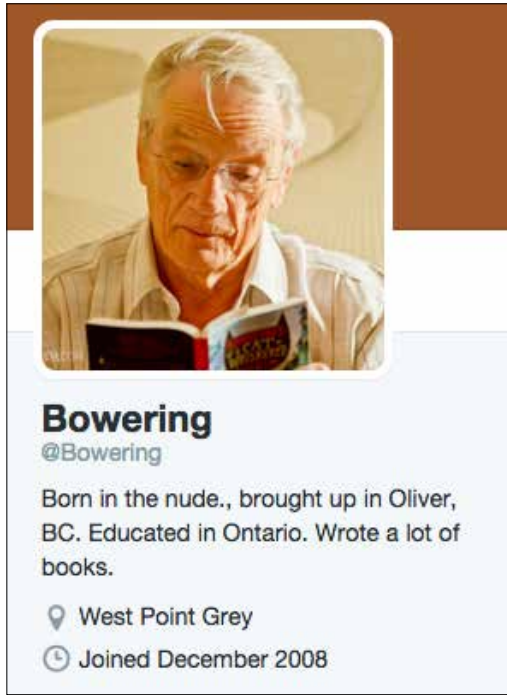 Bowering
@Bowering
Born in the nude., brought up in Oliver,
BC. Educated in Ontario. Wrote a lot of
books.
West Point Grey
Joined December 2008